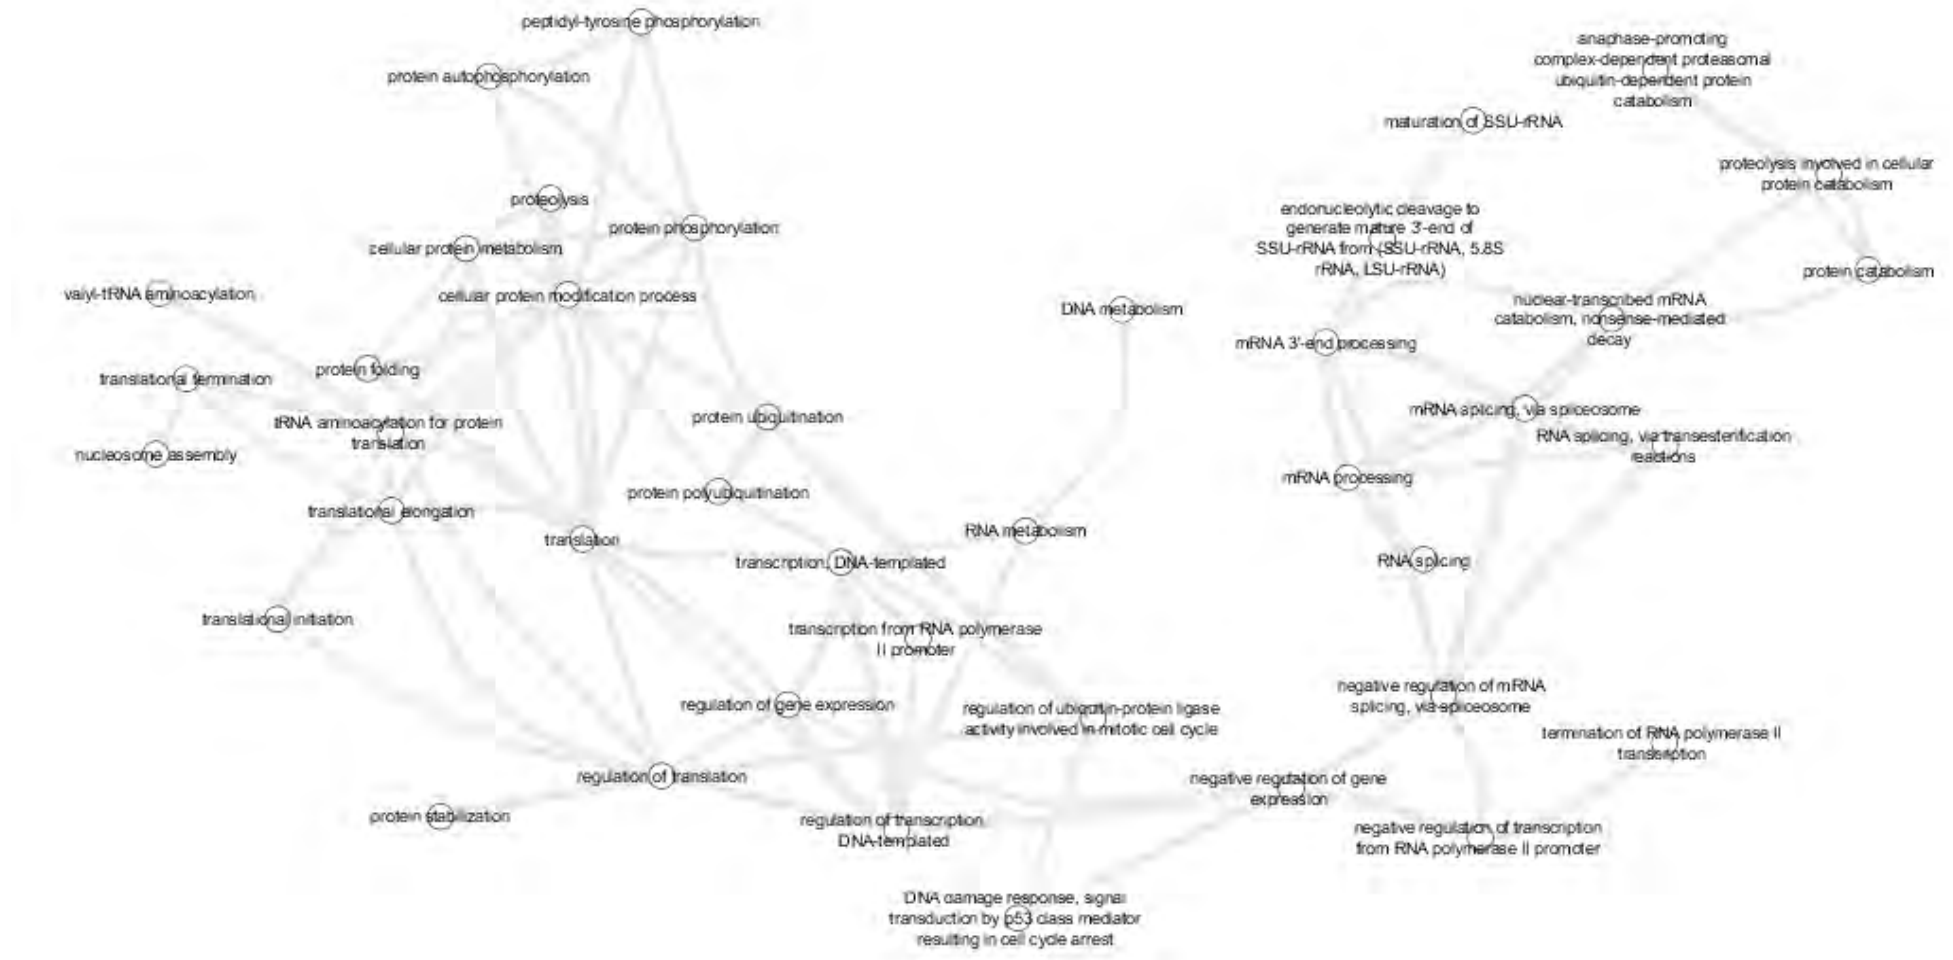 peptidyl-tyrosine phosphorylation
protein autophosphorylation
anaphase-promoting
complex-dependent proteasomal
ubiquitin-dependent protein
catabolism
maturation of SSU-rRNA
proteolysis involved in cellular
protein catabolism
proteolysis
protein phosphorylation
endonucleolytic cleavage to
generate mature 3'-end of
SSU-rRNA from (SSU-rRNA, 5.8S
rRNA, LSU-rRNA)
cellular protein metabolism
protein catabolism
valyl-tRNA aminoacylation
cellular protein modification process
DNA metabolism
nuclear-transcribed mRNA
catabolism, nonsense-mediated
decay
mRNA 3'-end processing
translational termination
protein folding
tRNA aminoacylation for protein
translation
protein ubiquitination
mRNA splicing, via spliceosome
RNA splicing, via transesterification
reactions
nucleosome assembly
mRNA processing
protein polyubiquitination
translational elongation
translation
RNA metabolism
transcription, DNA-templated
RNA splicing
translational initiation
transcription from RNA polymerase
II promoter
regulation of gene expression
regulation of ubiquitin-protein ligase
activity involved in mitotic cell cycle
negative regulation of mRNA
splicing, via spliceosome
termination of RNA polymerase II
transcription
regulation of translation
negative regulation of gene
expression
protein stabilization
regulation of transcription,
DNA-templated
negative regulation of transcription
from RNA polymerase II promoter
DNA damage response, signal
transduction by p53 class mediator
resulting in cell cycle arrest